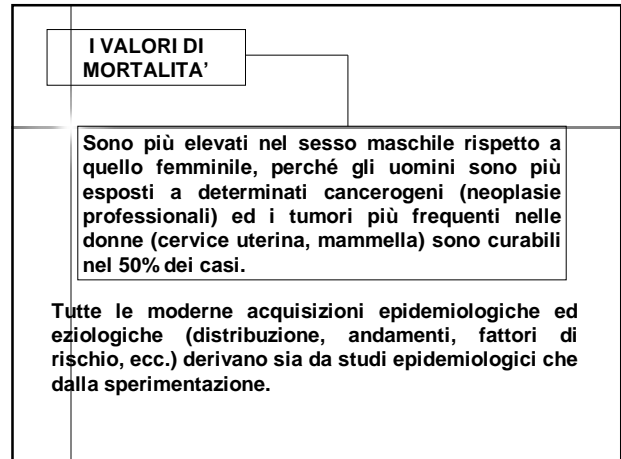 I VALORI DI
MORTALITA’
Sono più elevati nel sesso maschile rispetto a
quello femminile, perché gli uomini sono più
esposti a determinati cancerogeni (neoplasie
professionali) ed i tumori più frequenti nelle
donne (cervice uterina, mammella) sono curabili
nel 50% dei casi.
Tutte le moderne acquisizioni epidemiologiche ed
eziologiche (distribuzione, andamenti, fattori di
rischio, ecc.) derivano sia da studi epidemiologici che
dalla sperimentazione.